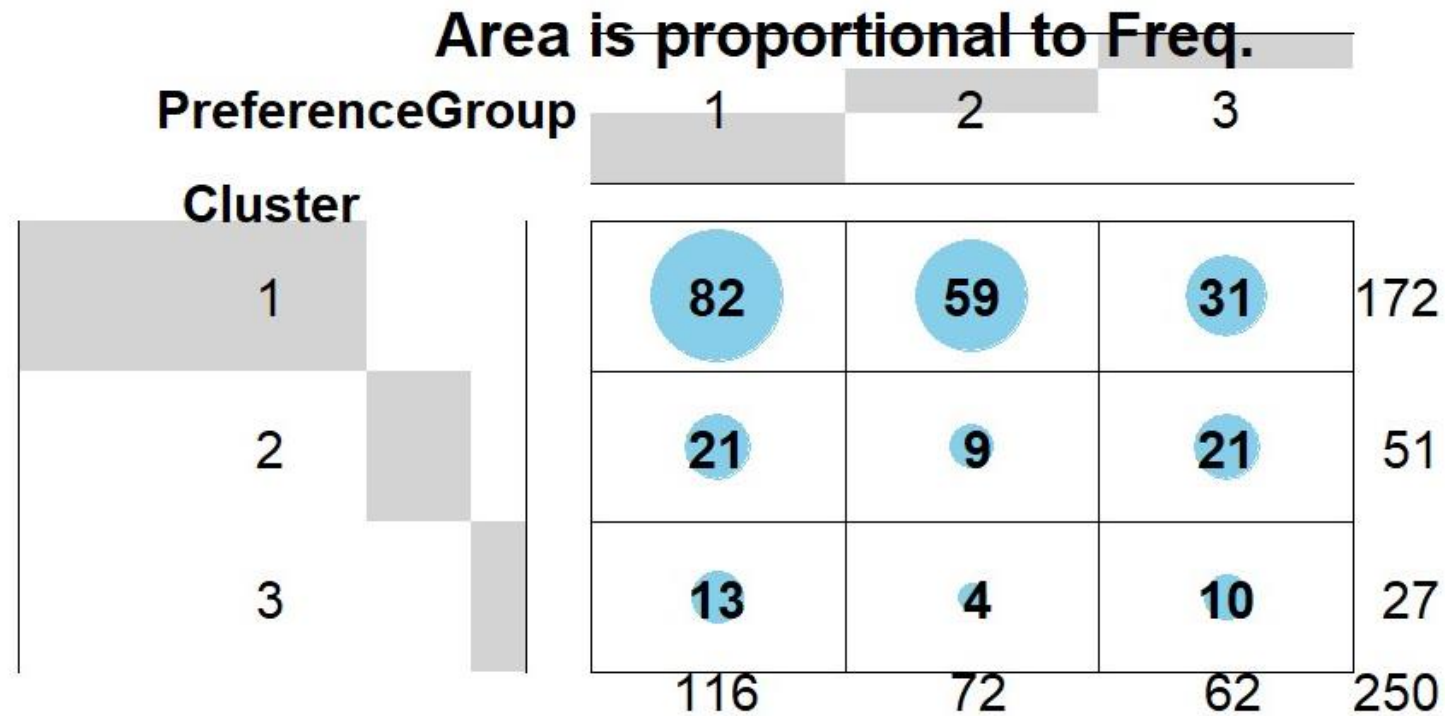 Area is proportional to Freq.
PreferenceGroup 1 2 3
Cluster
1 82 59 31 172
2 21 9 21 51
3 13 4 10 27
116 72 62 250